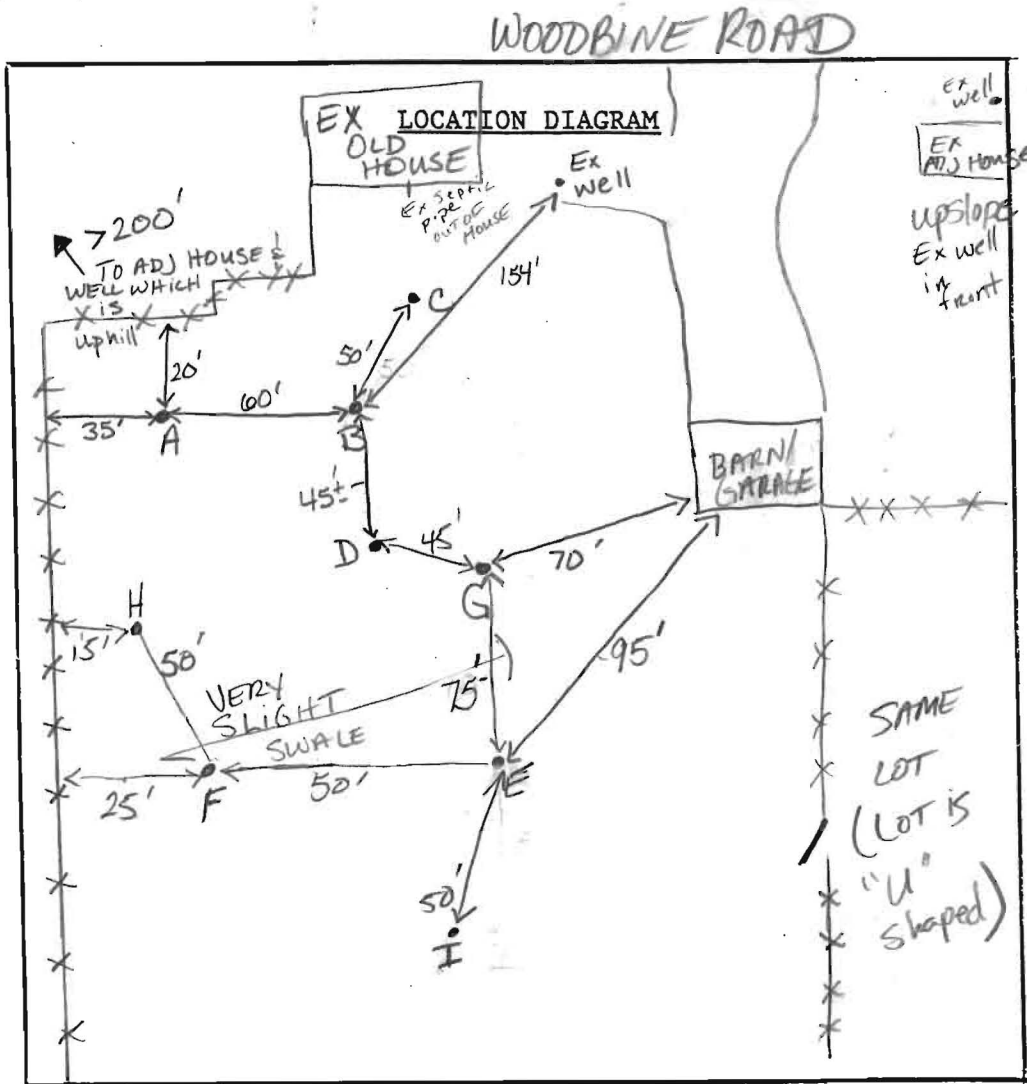 WOODBINE ROAD
LOCATION DIAGRAM
EX
OLD
HOUSE
Ex septic
pipe
OUT OF
HOUSE
Ex
well
Ex
well
EX
ADJ HOUSE
upslope
Ex well
in
front
>200'
TO ADJ HOUSE &
WELL WHICH
IS
uphill
154'
C
50'
20'
60'
35'
A
B
45'±
D
45'
G
70'
BARN/
GARAGE
H
15'
50'
VERY
SLIGHT
SWALE
75'
95'
25'
F
50'
E
50'
I
SAME
LOT
(LOT IS
"U"
shaped)